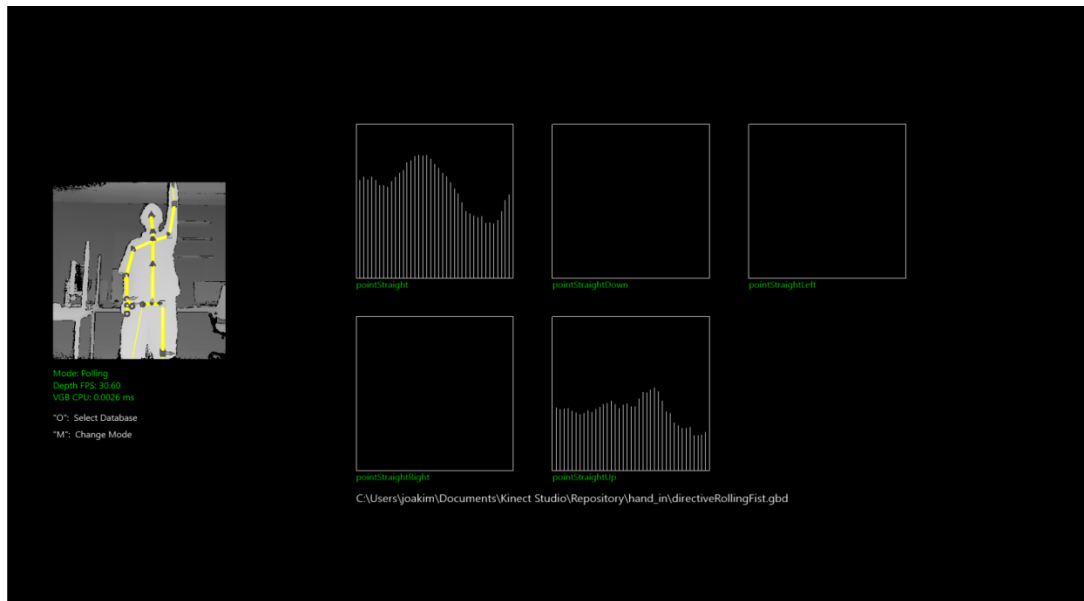 pointStraight
pointStraightDown
pointStraightLeft
Mode: Polling
Depth FPS: 30.60
VGB CPU: 0.0026 ms
"O": Select Database
"M": Change Mode
pointStraightRight
pointStraightUp
C:\Users\joakim\Documents\Kinect Studio\Repository\hand_in\directiveRollingFist.gbd